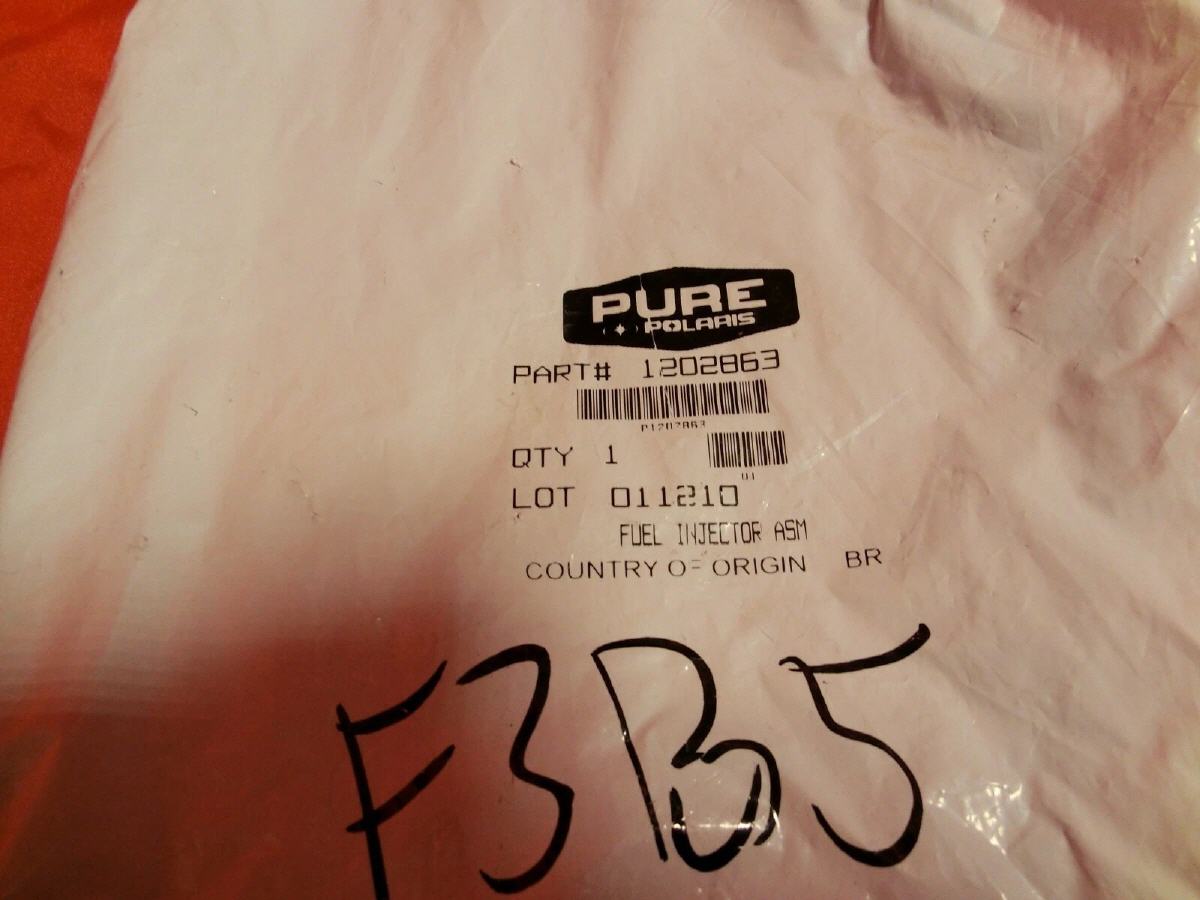 PURE
POLARIS
PART# 1202863
P1202863
QTY 1
LOT 011210
FUEL INJECTOR ASM
COUNTRY OF ORIGIN BR
F3B5